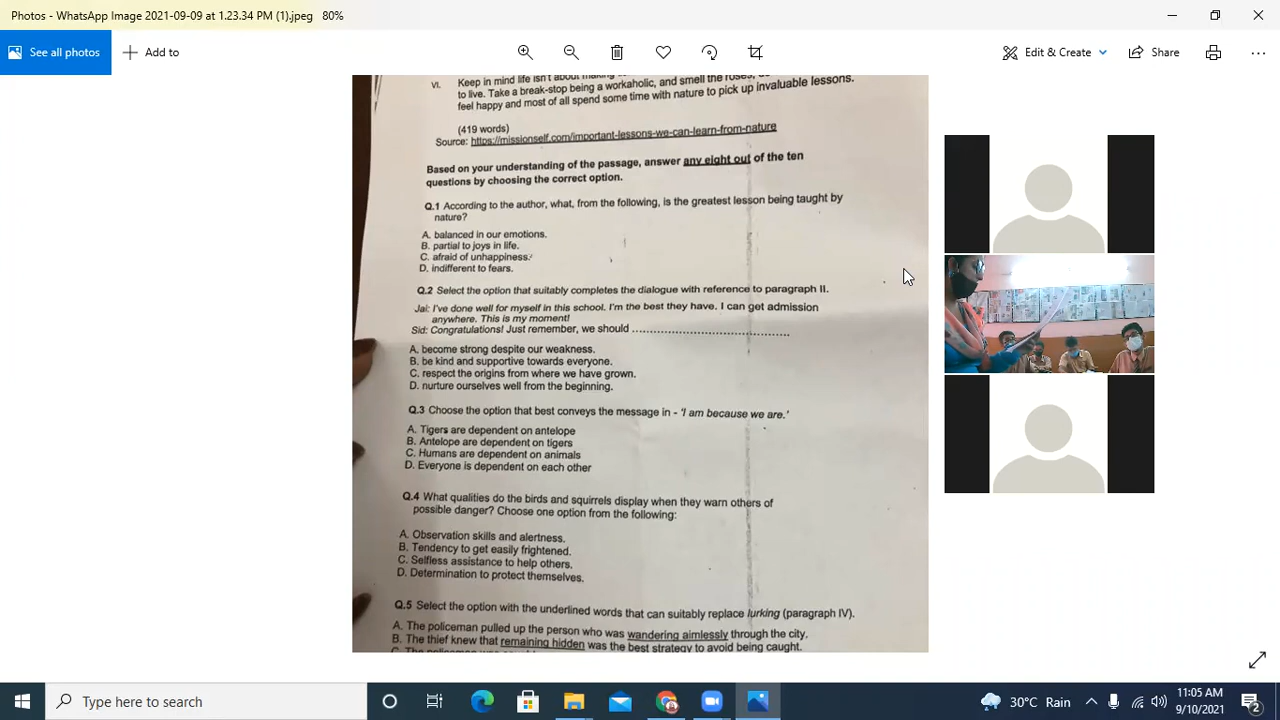 Photos - WhatsApp Image 2021-09-09 at 1.23.34 PM (1).jpeg 80%
See all photos
Add to
Edit & Create
Share
VI. Keep in mind life isn't about making
to live. Take a break-stop being a workaholic, and smell the roses,
feel happy and most of all spend some time with nature to pick up invaluable lessons.
(419 words)
Source: https://missionself.com/important-lessons-we-can-learn-from-nature
Based on your understanding of the passage, answer any eight out of the ten
questions by choosing the correct option.
Q.1 According to the author, what, from the following, is the greatest lesson being taught by
nature?
A. balanced in our emotions.
B. partial to joys in life.
C. afraid of unhappiness.
D. indifferent to fears.
Q.2 Select the option that suitably completes the dialogue with reference to paragraph II.
Jai: I've done well for myself in this school. I'm the best they have. I can get admission
anywhere. This is my moment!
Sid: Congratulations! Just remember, we should ........................................
A. become strong despite our weakness.
B. be kind and supportive towards everyone.
C. respect the origins from where we have grown.
D. nurture ourselves well from the beginning.
Q.3 Choose the option that best conveys the message in - 'I am because we are.'
A. Tigers are dependent on antelope
B. Antelope are dependent on tigers
C. Humans are dependent on animals
D. Everyone is dependent on each other
Q.4 What qualities do the birds and squirrels display when they warn others of
possible danger? Choose one option from the following:
A. Observation skills and alertness.
B. Tendency to get easily frightened.
C. Selfless assistance to help others.
D. Determination to protect themselves.
Q.5 Select the option with the underlined words that can suitably replace lurking (paragraph IV).
A. The policeman pulled up the person who was wandering aimlessly through the city.
B. The thief knew that remaining hidden was the best strategy to avoid being caught.
Type here to search
30°C Rain
11:05 AM
9/10/2021
2